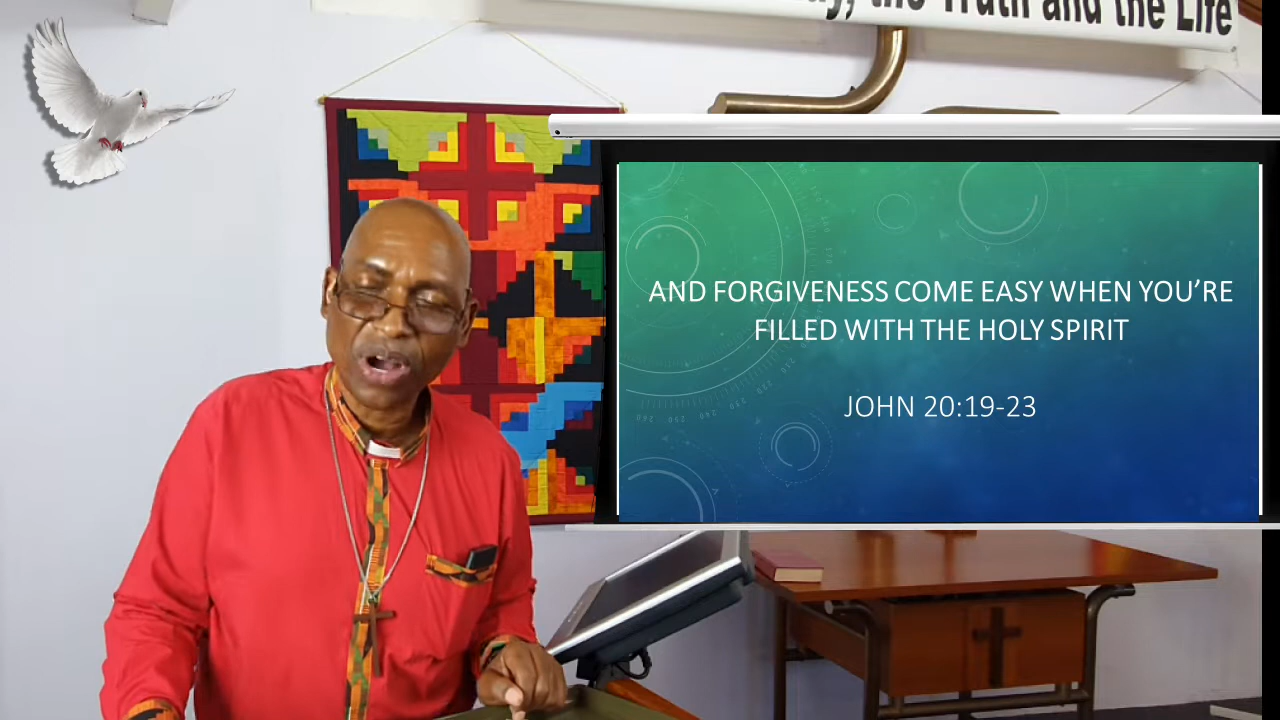 the Truth and the Life
AND FORGIVENESS COME EASY WHEN YOU'RE
FILLED WITH THE HOLY SPIRIT
JOHN 20:19-23